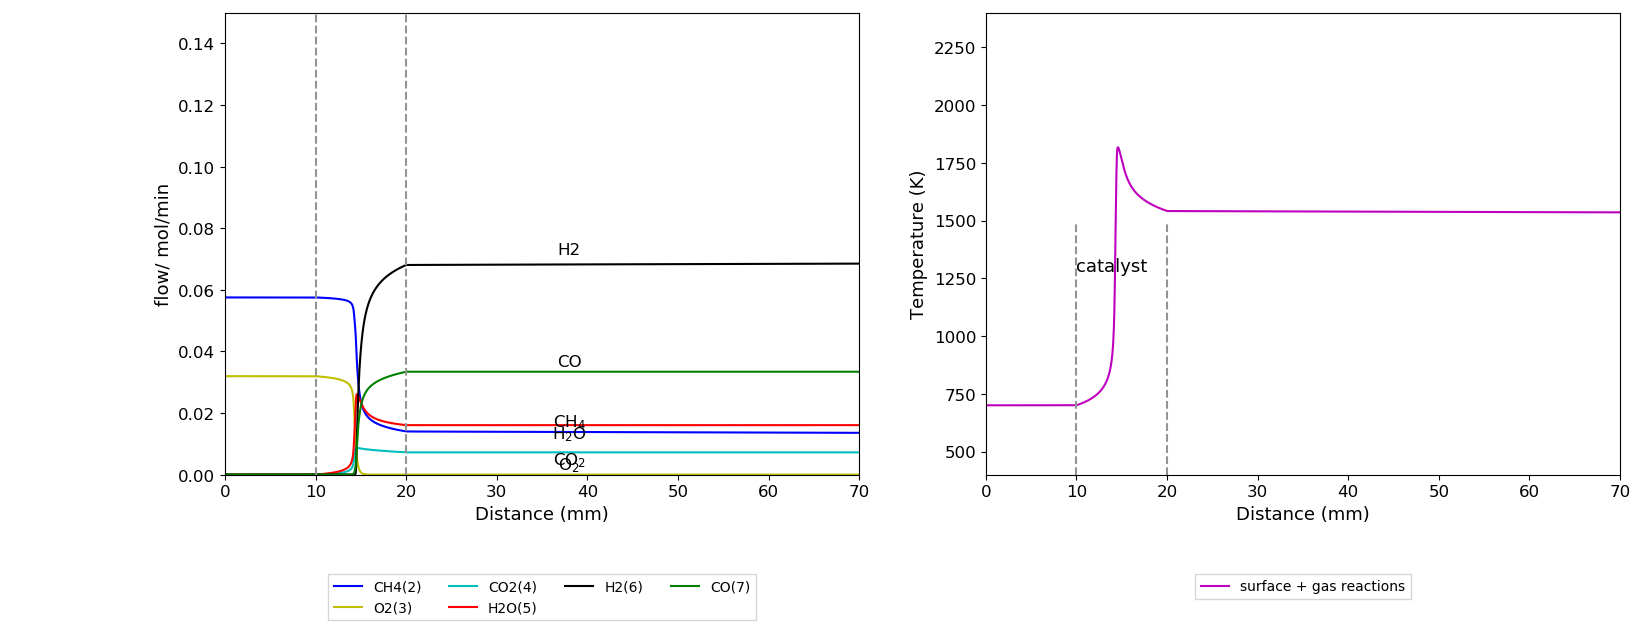 0.14
0.12
0.10
0.08
0.06
0.04
0.02
0.00
flow/ mol/min
H2
CO
CH₄
H₂O
CO₂
O₂
0 10 20 30 40 50 60 70
Distance (mm)
CH4(2) CO2(4) H2(6) CO(7)
O2(3) H2O(5)
2250
2000
1750
1500
1250
1000
750
500
Temperature (K)
catalyst
0 10 20 30 40 50 60 70
Distance (mm)
surface + gas reactions